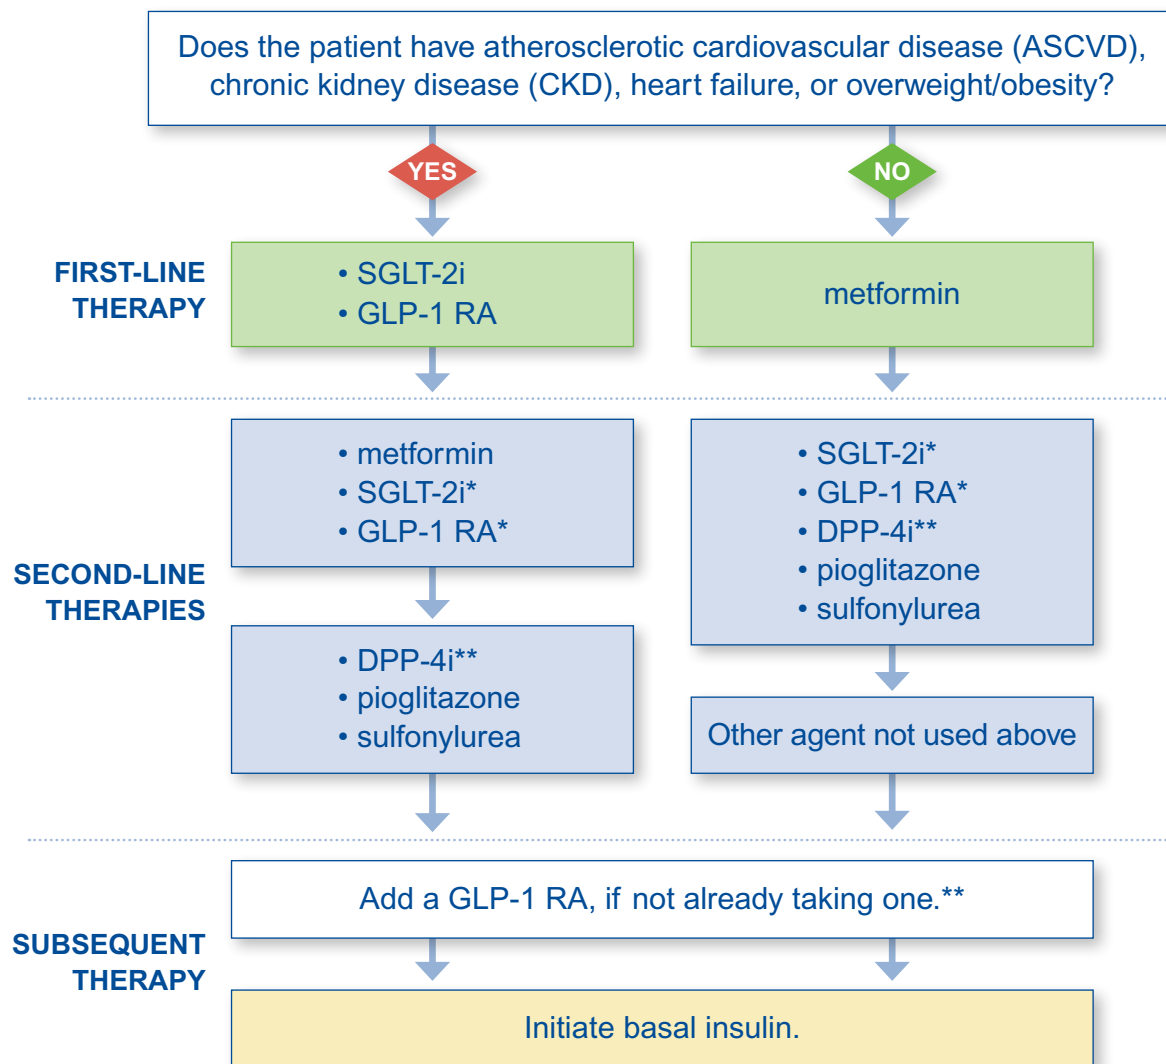 Does the patient have atherosclerotic cardiovascular disease (ASCVD),
chronic kidney disease (CKD), heart failure, or overweight/obesity?
YES
NO
FIRST-LINE
THERAPY
• SGLT-2i
• GLP-1 RA
metformin
SECOND-LINE
THERAPIES
• metformin
• SGLT-2i*
• GLP-1 RA*
• DPP-4i**
• pioglitazone
• sulfonylurea
• SGLT-2i*
• GLP-1 RA*
• DPP-4i**
• pioglitazone
• sulfonylurea
Other agent not used above
SUBSEQUENT
THERAPY
Add a GLP-1 RA, if not already taking one.**
Initiate basal insulin.